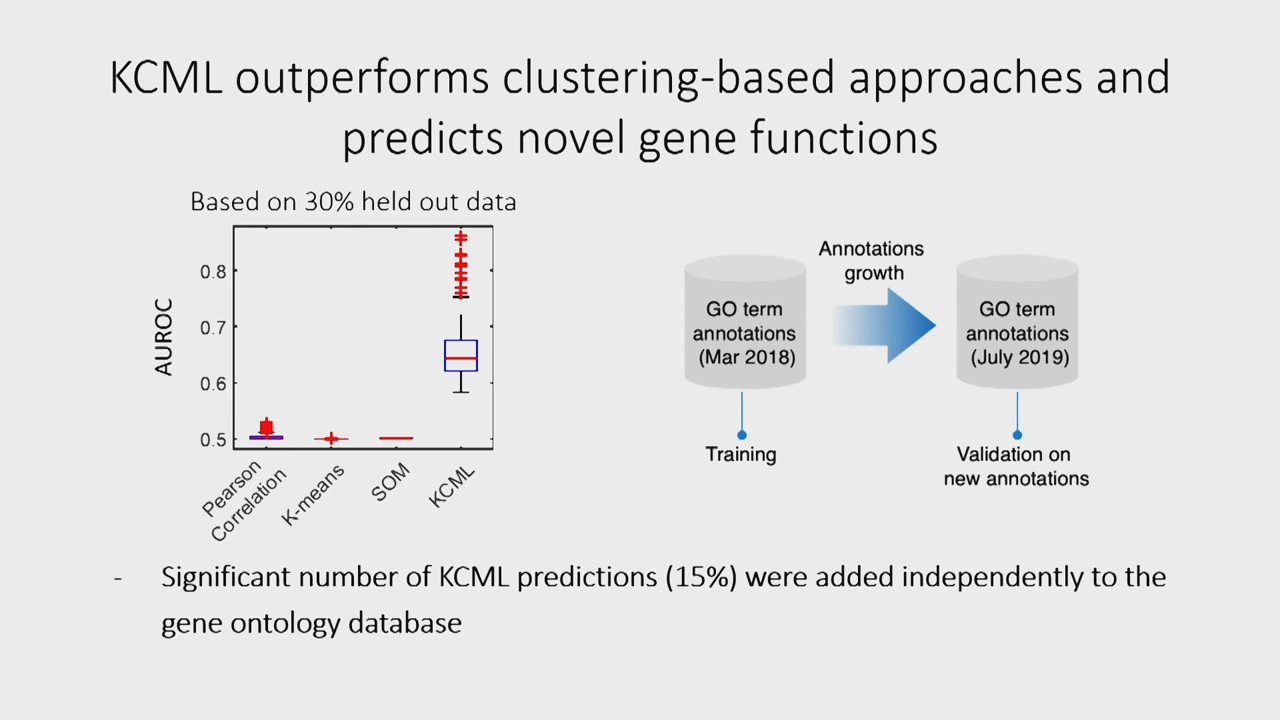 KCML outperforms clustering-based approaches and
predicts novel gene functions
Based on 30% held out data
AUROC
0.8
0.7
0.6
0.5
Pearson
Correlation
K-means
SOM
KCML
Annotations
growth
GO term
annotations
(Mar 2018)
GO term
annotations
(July 2019)
Training
Validation on
new annotations
- Significant number of KCML predictions (15%) were added independently to the
gene ontology database